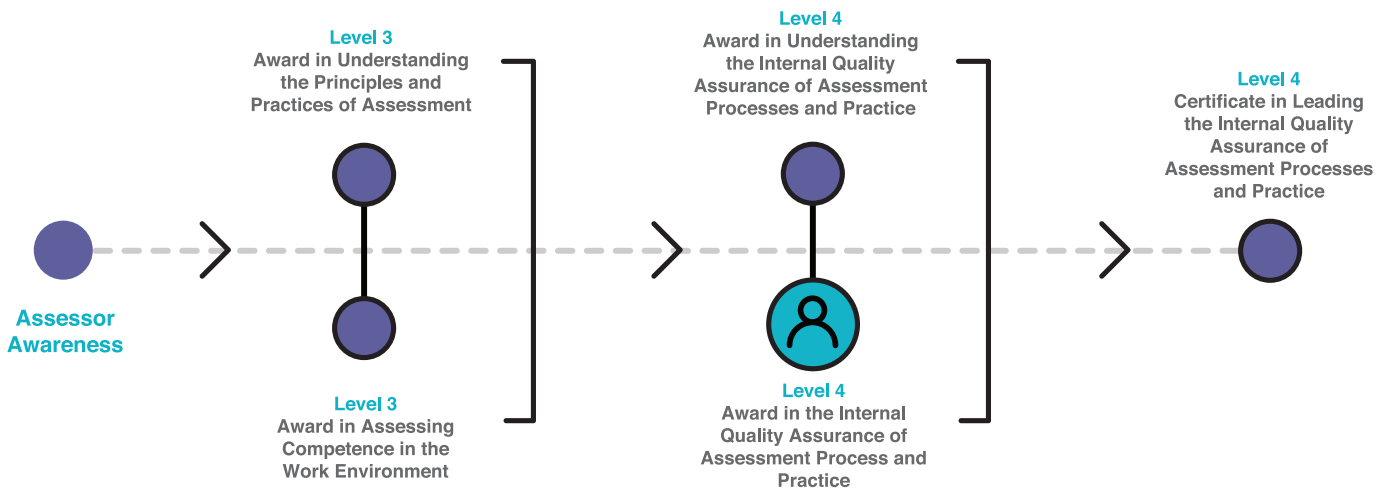 Assessor
Awareness
Level 3
Award in Understanding
the Principles and
Practices of Assessment
Level 3
Award in Assessing
Competence in the
Work Environment
Level 4
Award in Understanding
the Internal Quality
Assurance of Assessment
Processes and Practice
Level 4
Award in the Internal
Quality Assurance of
Assessment Process and
Practice
Level 4
Certificate in Leading
the Internal Quality
Assurance of
Assessment Processes
and Practice